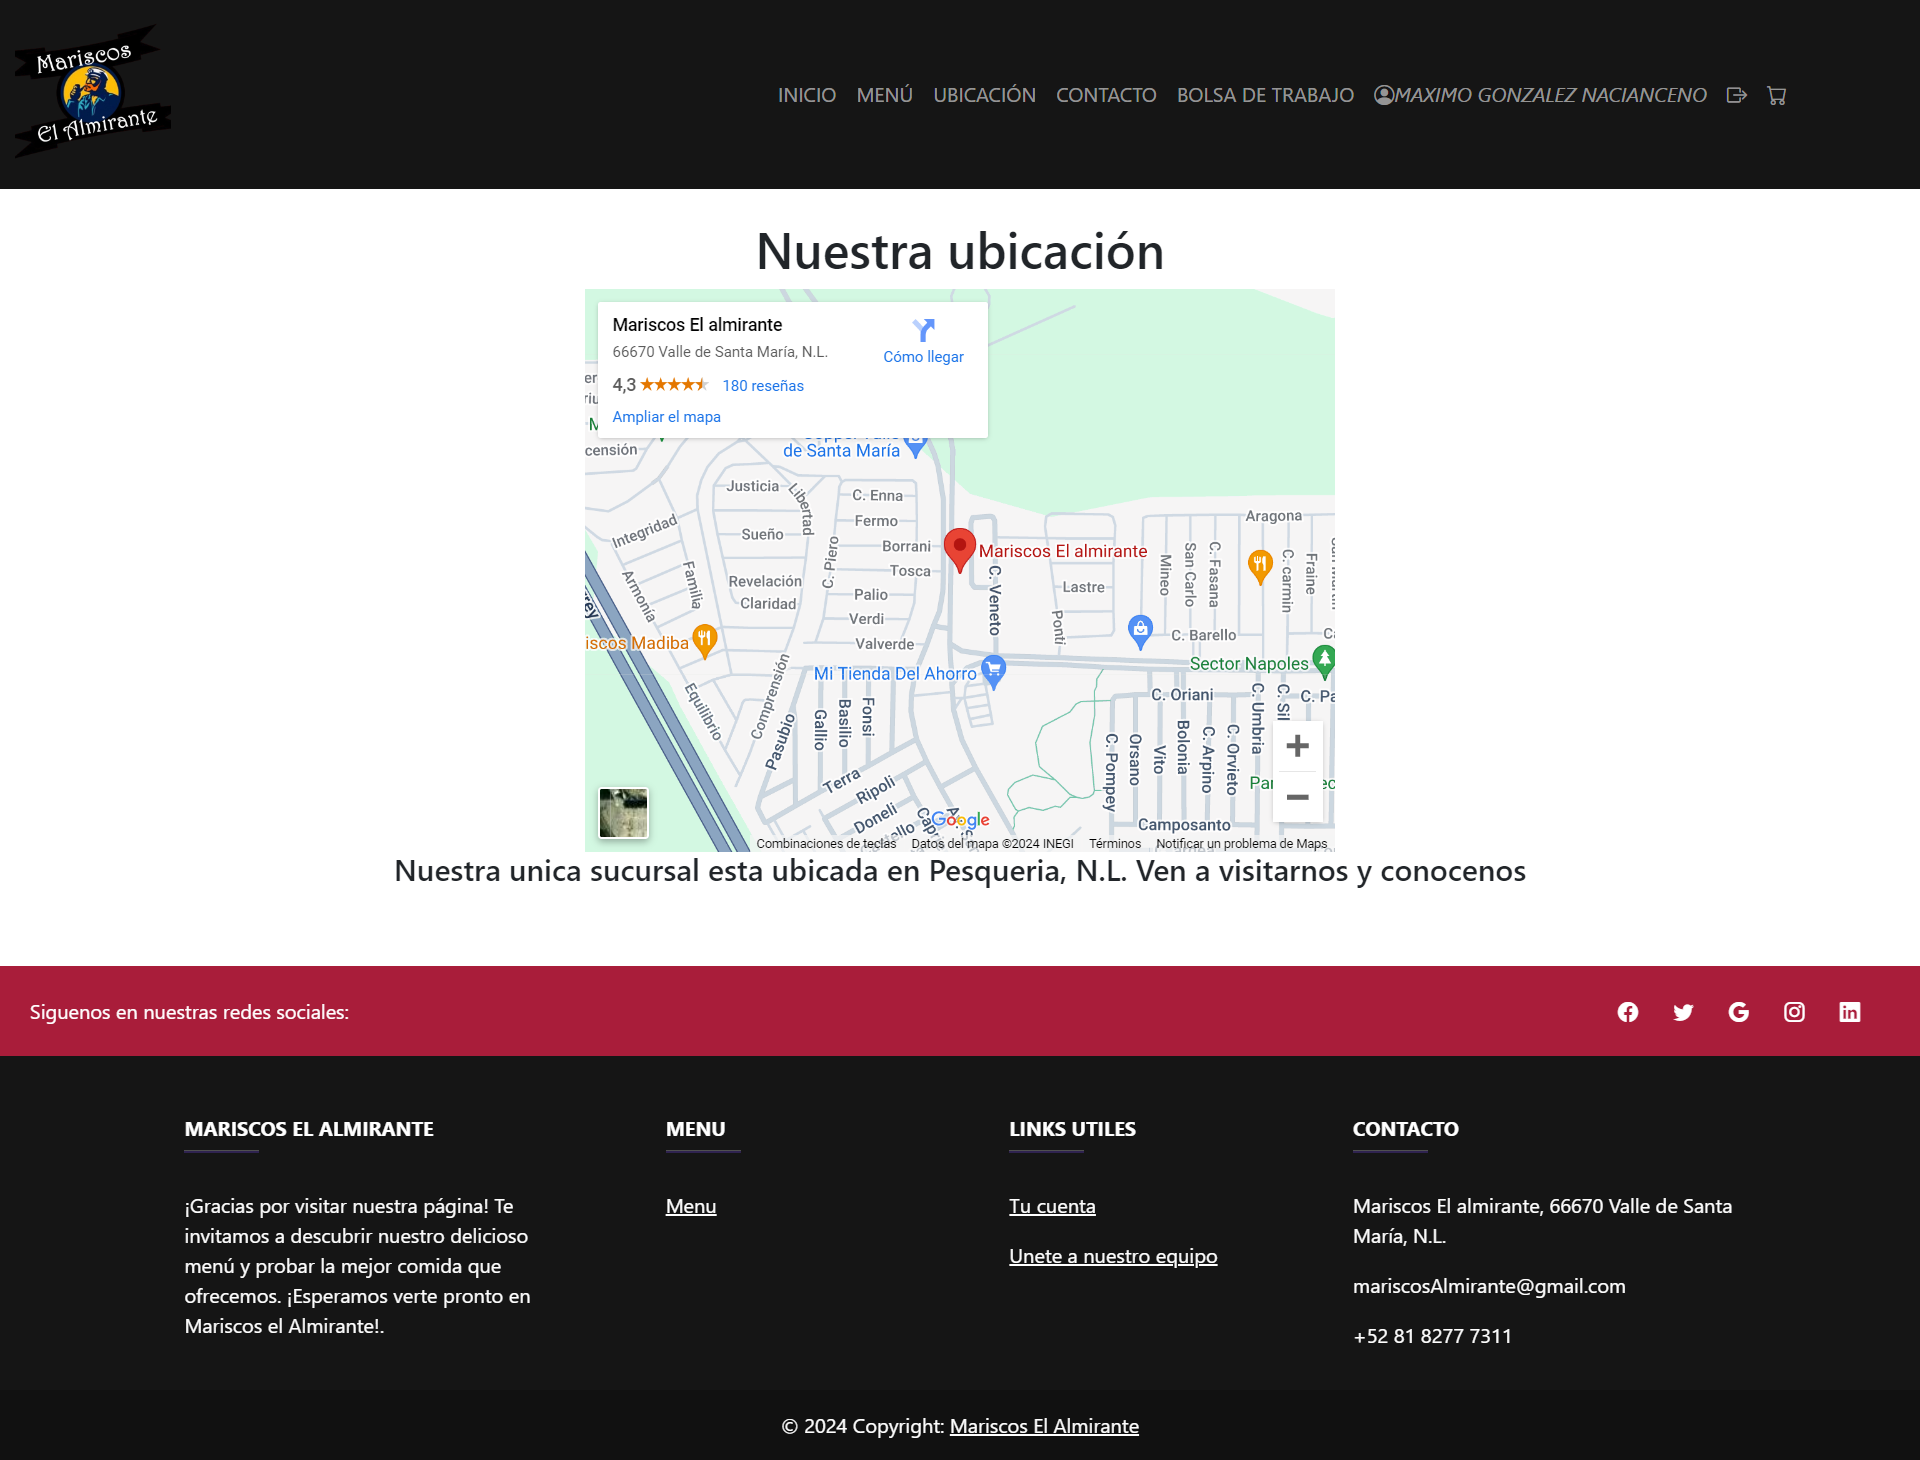 Mariscos
El Almirante
INICIO MENÚ UBICACIÓN CONTACTO BOLSA DE TRABAJO MAXIMO GONZALEZ NACIANCENO
Nuestra ubicación
Mariscos El almirante
66670 Valle de Santa María, N.L.
4,3 180 reseñas
Ampliar el mapa
Cómo llegar
de Santa María
censión
Justicia
Libertad
C. Enna
Integridad
Sueño
Fermo
Borrani
Tosca
C. Piero
Mariscos El almirante
Aragona
Armonía
Familia
Revelación
Claridad
Palio
Verdi
Valverde
C. Veneto
Lastre
Ponti
Mineo
San Carlo
C. Fasana
C. carmin
Fraine
C. Barello
iscos Madiba
Mi Tienda Del Ahorro
Sector Napoles
Equilibrio
Comprensión
Pasubio
Gallio
Basilio
Fonsi
C. Oriani
C. Umbria
C. Sil
C. Pa
C. Pompey
Orsano
Vito
Bolonia
C. Arpino
C. Orvieto
Terra
Ripoli
Doneli
Camposanto
Google
Combinaciones de teclas Datos del mapa ©2024 INEGI Términos Notificar un problema de Maps
Nuestra unica sucursal esta ubicada en Pesqueria, N.L. Ven a visitarnos y conocenos
Siguenos en nuestras redes sociales:
MARISCOS EL ALMIRANTE
¡Gracias por visitar nuestra página! Te
invitamos a descubrir nuestro delicioso
menú y probar la mejor comida que
ofrecemos. ¡Esperamos verte pronto en
Mariscos el Almirante!.
MENU
Menu
LINKS UTILES
Tu cuenta
Unete a nuestro equipo
CONTACTO
Mariscos El almirante, 66670 Valle de Santa
María, N.L.
mariscosAlmirante@gmail.com
+52 81 8277 7311
© 2024 Copyright: Mariscos El Almirante